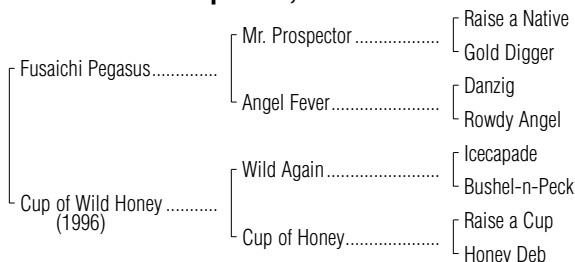 Raise a Native
Mr. Prospector ...................
Gold Digger
Fusaichi Pegasus .............
Danzig
Angel Fever ........................
Rowdy Angel
Icecapade
Wild Again .........................
Bushel-n-Peck
Cup of Wild Honey ...........
(1996)
Raise a Cup
Cup of Honey .....................
Honey Deb